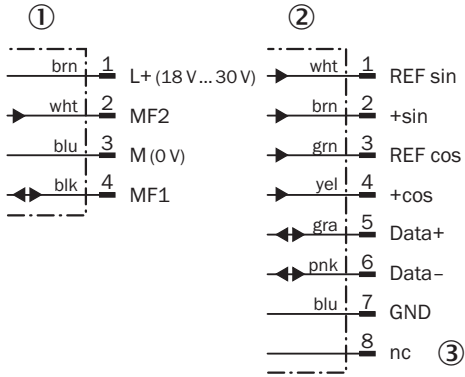 ①
brn 1 L+ (18 V... 30 V)
wht 2 MF2
blu 3 M (0 V)
blk 4 MF1
②
wht 1 REF sin
brn 2 +sin
grn 3 REF cos
yel 4 +cos
gra 5 Data+
pnk 6 Data–
blu 7 GND
8 nc ③